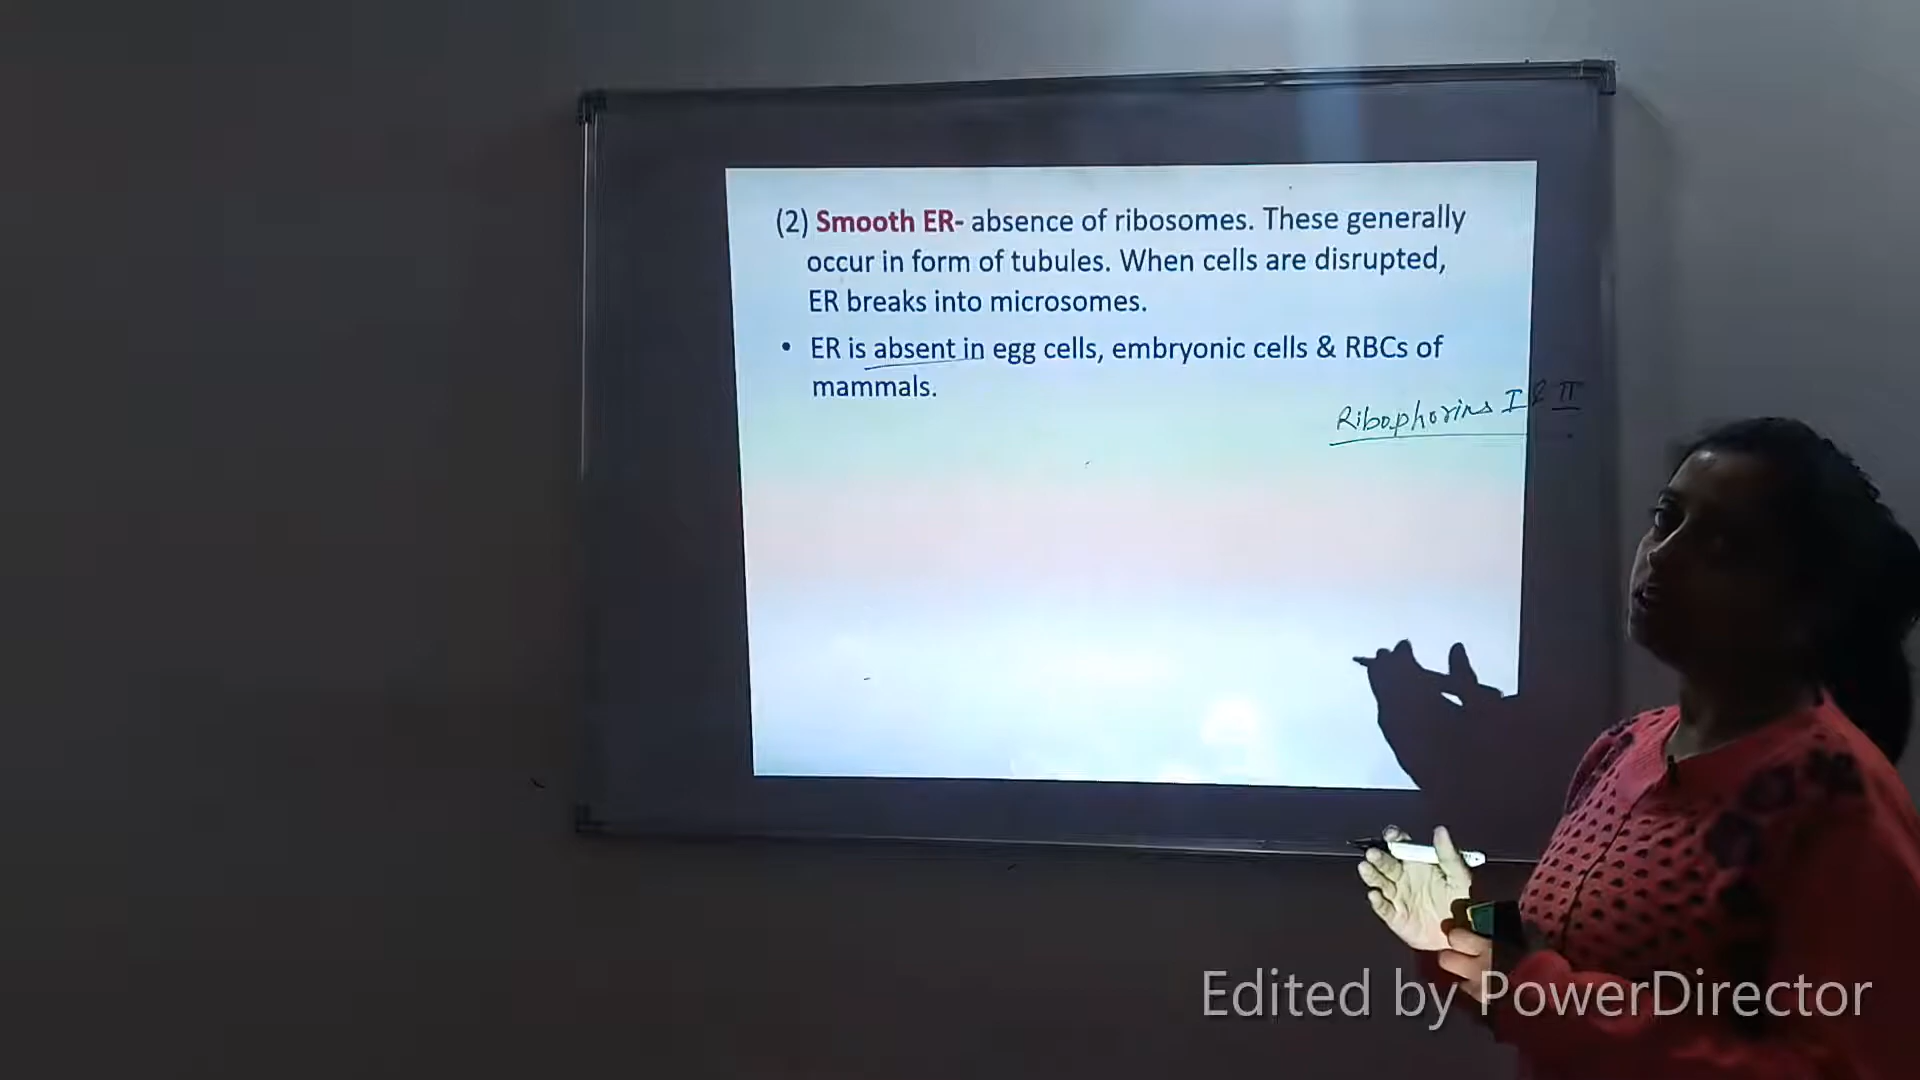 (2) Smooth ER- absence of ribosomes. These generally
occur in form of tubules. When cells are disrupted,
ER breaks into microsomes.
• ER is absent in egg cells, embryonic cells & RBCs of
mammals.
Ribophorins I & II
Edited by PowerDirector